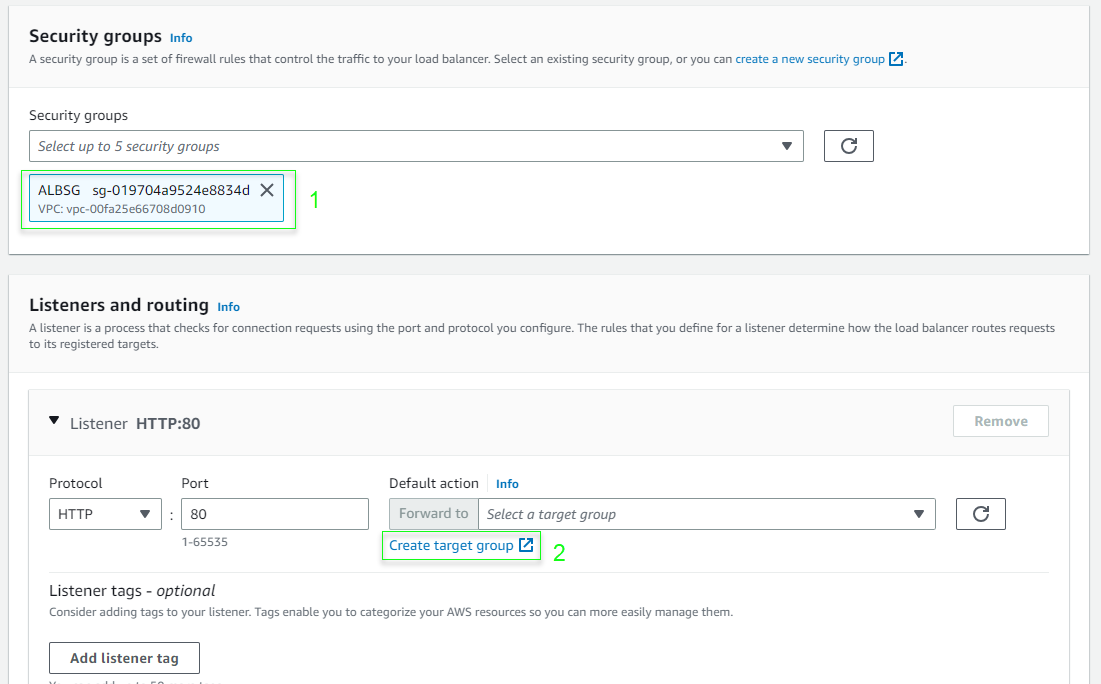 Security groups Info
A security group is a set of firewall rules that control the traffic to your load balancer. Select an existing security group, or you can create a new security group .
Security groups
Select up to 5 security groups
ALBSG sg-019704a9524e8834d
VPC: vpc-00fa25e66708d0910
1
Listeners and routing Info
A listener is a process that checks for connection requests using the port and protocol you configure. The rules that you define for a listener determine how the load balancer routes requests
to its registered targets.
Listener HTTP:80
Remove
Protocol Port Default action Info
HTTP : 80 Forward to Select a target group
1-65535 Create target group 2
Listener tags - optional
Consider adding tags to your listener. Tags enable you to categorize your AWS resources so you can more easily manage them.
Add listener tag